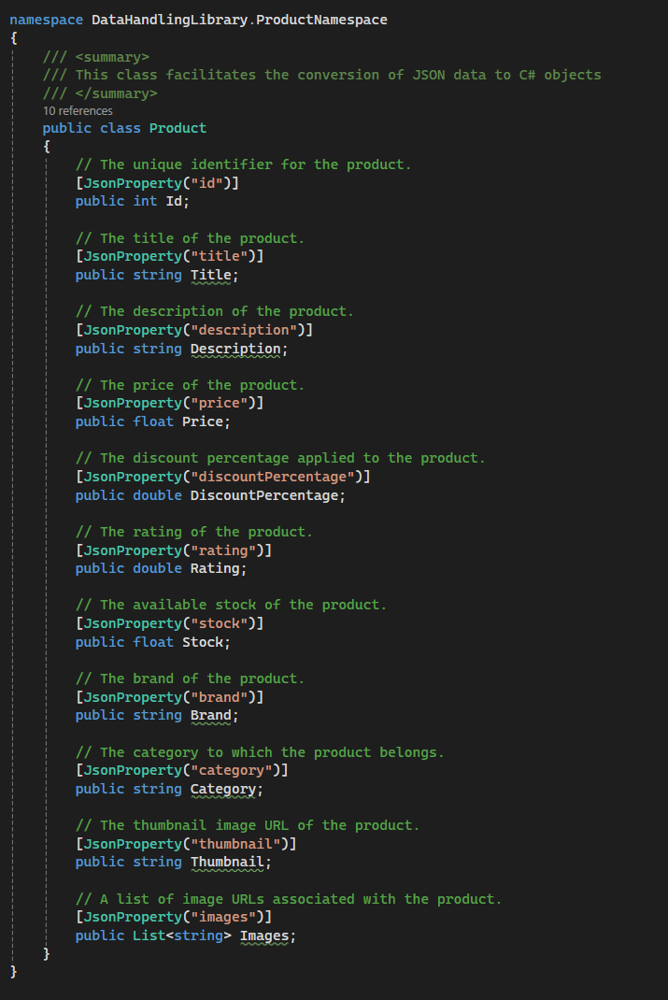 namespace DataHandlingLibrary.ProductNamespace
{
/// <summary>
/// This class facilitates the conversion of JSON data to C# objects
/// </summary>
10 references
public class Product
{
// The unique identifier for the product.
[JsonProperty("id")]
public int Id;
// The title of the product.
[JsonProperty("title")]
public string Title;
// The description of the product.
[JsonProperty("description")]
public string Description;
// The price of the product.
[JsonProperty("price")]
public float Price;
// The discount percentage applied to the product.
[JsonProperty("discountPercentage")]
public double DiscountPercentage;
// The rating of the product.
[JsonProperty("rating")]
public double Rating;
// The available stock of the product.
[JsonProperty("stock")]
public float Stock;
// The brand of the product.
[JsonProperty("brand")]
public string Brand;
// The category to which the product belongs.
[JsonProperty("category")]
public string Category;
// The thumbnail image URL of the product.
[JsonProperty("thumbnail")]
public string Thumbnail;
// A list of image URLs associated with the product.
[JsonProperty("images")]
public List<string> Images;
}
}